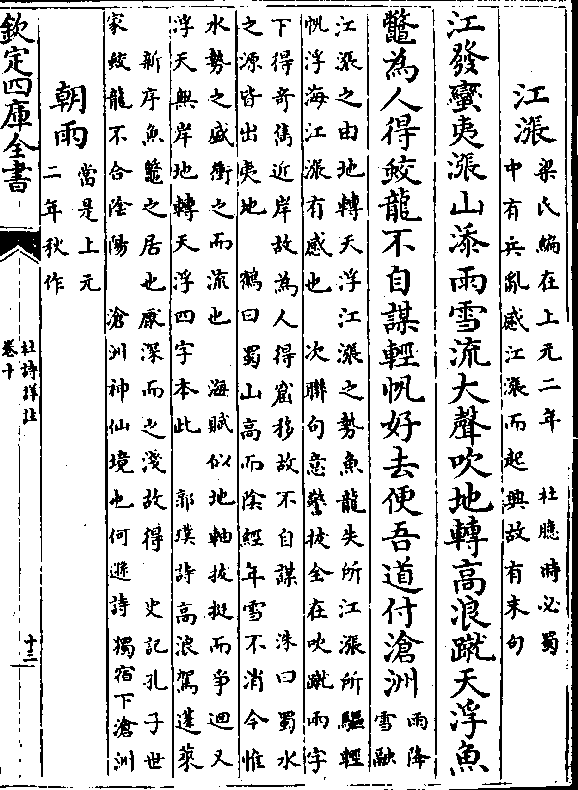 江漲
梁氏編在上元二年　杜臆時必蜀
中有兵亂感江漲而起興故有末句
江發蠻夷漲山添雨雪流大聲吹地轉高浪蹴天浮魚
鼈為人得蛟龍不自謀輕帆好去便吾道付滄洲
雨降
雪融
江漲之由地轉天浮江漲之勢魚龍失所江漲所驅輕
帆浮海江漲有感也　次聯句意警拔全在吹蹴兩字
下得奇雋近岸故為人得窟移故不自謀　洙曰蜀水
之源皆出夷地　鶴曰蜀山高而陰經年雪不消今惟
水勢之盛衝之而流也　海賦似地軸拔挺而爭迴又
浮天無岸地轉天浮四字本此　郭璞詩高浪駕蓬萊
新序魚鼈之居也厭深而之淺故得　史記孔子世
家蛟龍不合陰陽　滄洲神仙境也何遜詩獨宿下滄洲
朝雨
當是上元
二年秋作
欽定四庫全書
杜詩詳註
卷十
十二